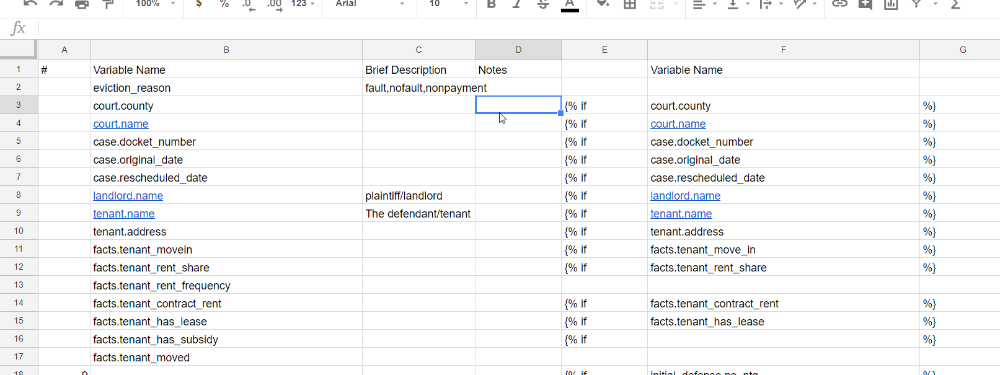 100% $ % .0 .00 123 Arial 10 B I S A Σ
fx
A B C D E F G
1 # Variable Name Brief Description Notes Variable Name
2 eviction_reason fault,nofault,nonpayment
3 court.county {% if court.county %}
4 court.name {% if court.name %}
5 case.docket_number {% if case.docket_number %}
6 case.original_date {% if case.original_date %}
7 case.rescheduled_date {% if case.rescheduled_date %}
8 landlord.name plaintiff/landlord {% if landlord.name %}
9 tenant.name The defendant/tenant {% if tenant.name %}
10 tenant.address {% if tenant.address %}
11 facts.tenant_movein {% if facts.tenant_move_in %}
12 facts.tenant_rent_share {% if facts.tenant_rent_share %}
13 facts.tenant_rent_frequency
14 facts.tenant_contract_rent {% if facts.tenant_contract_rent %}
15 facts.tenant_has_lease {% if facts.tenant_has_lease %}
16 facts.tenant_has_subsidy {% if %}
17 facts.tenant_moved
18 {% if %}